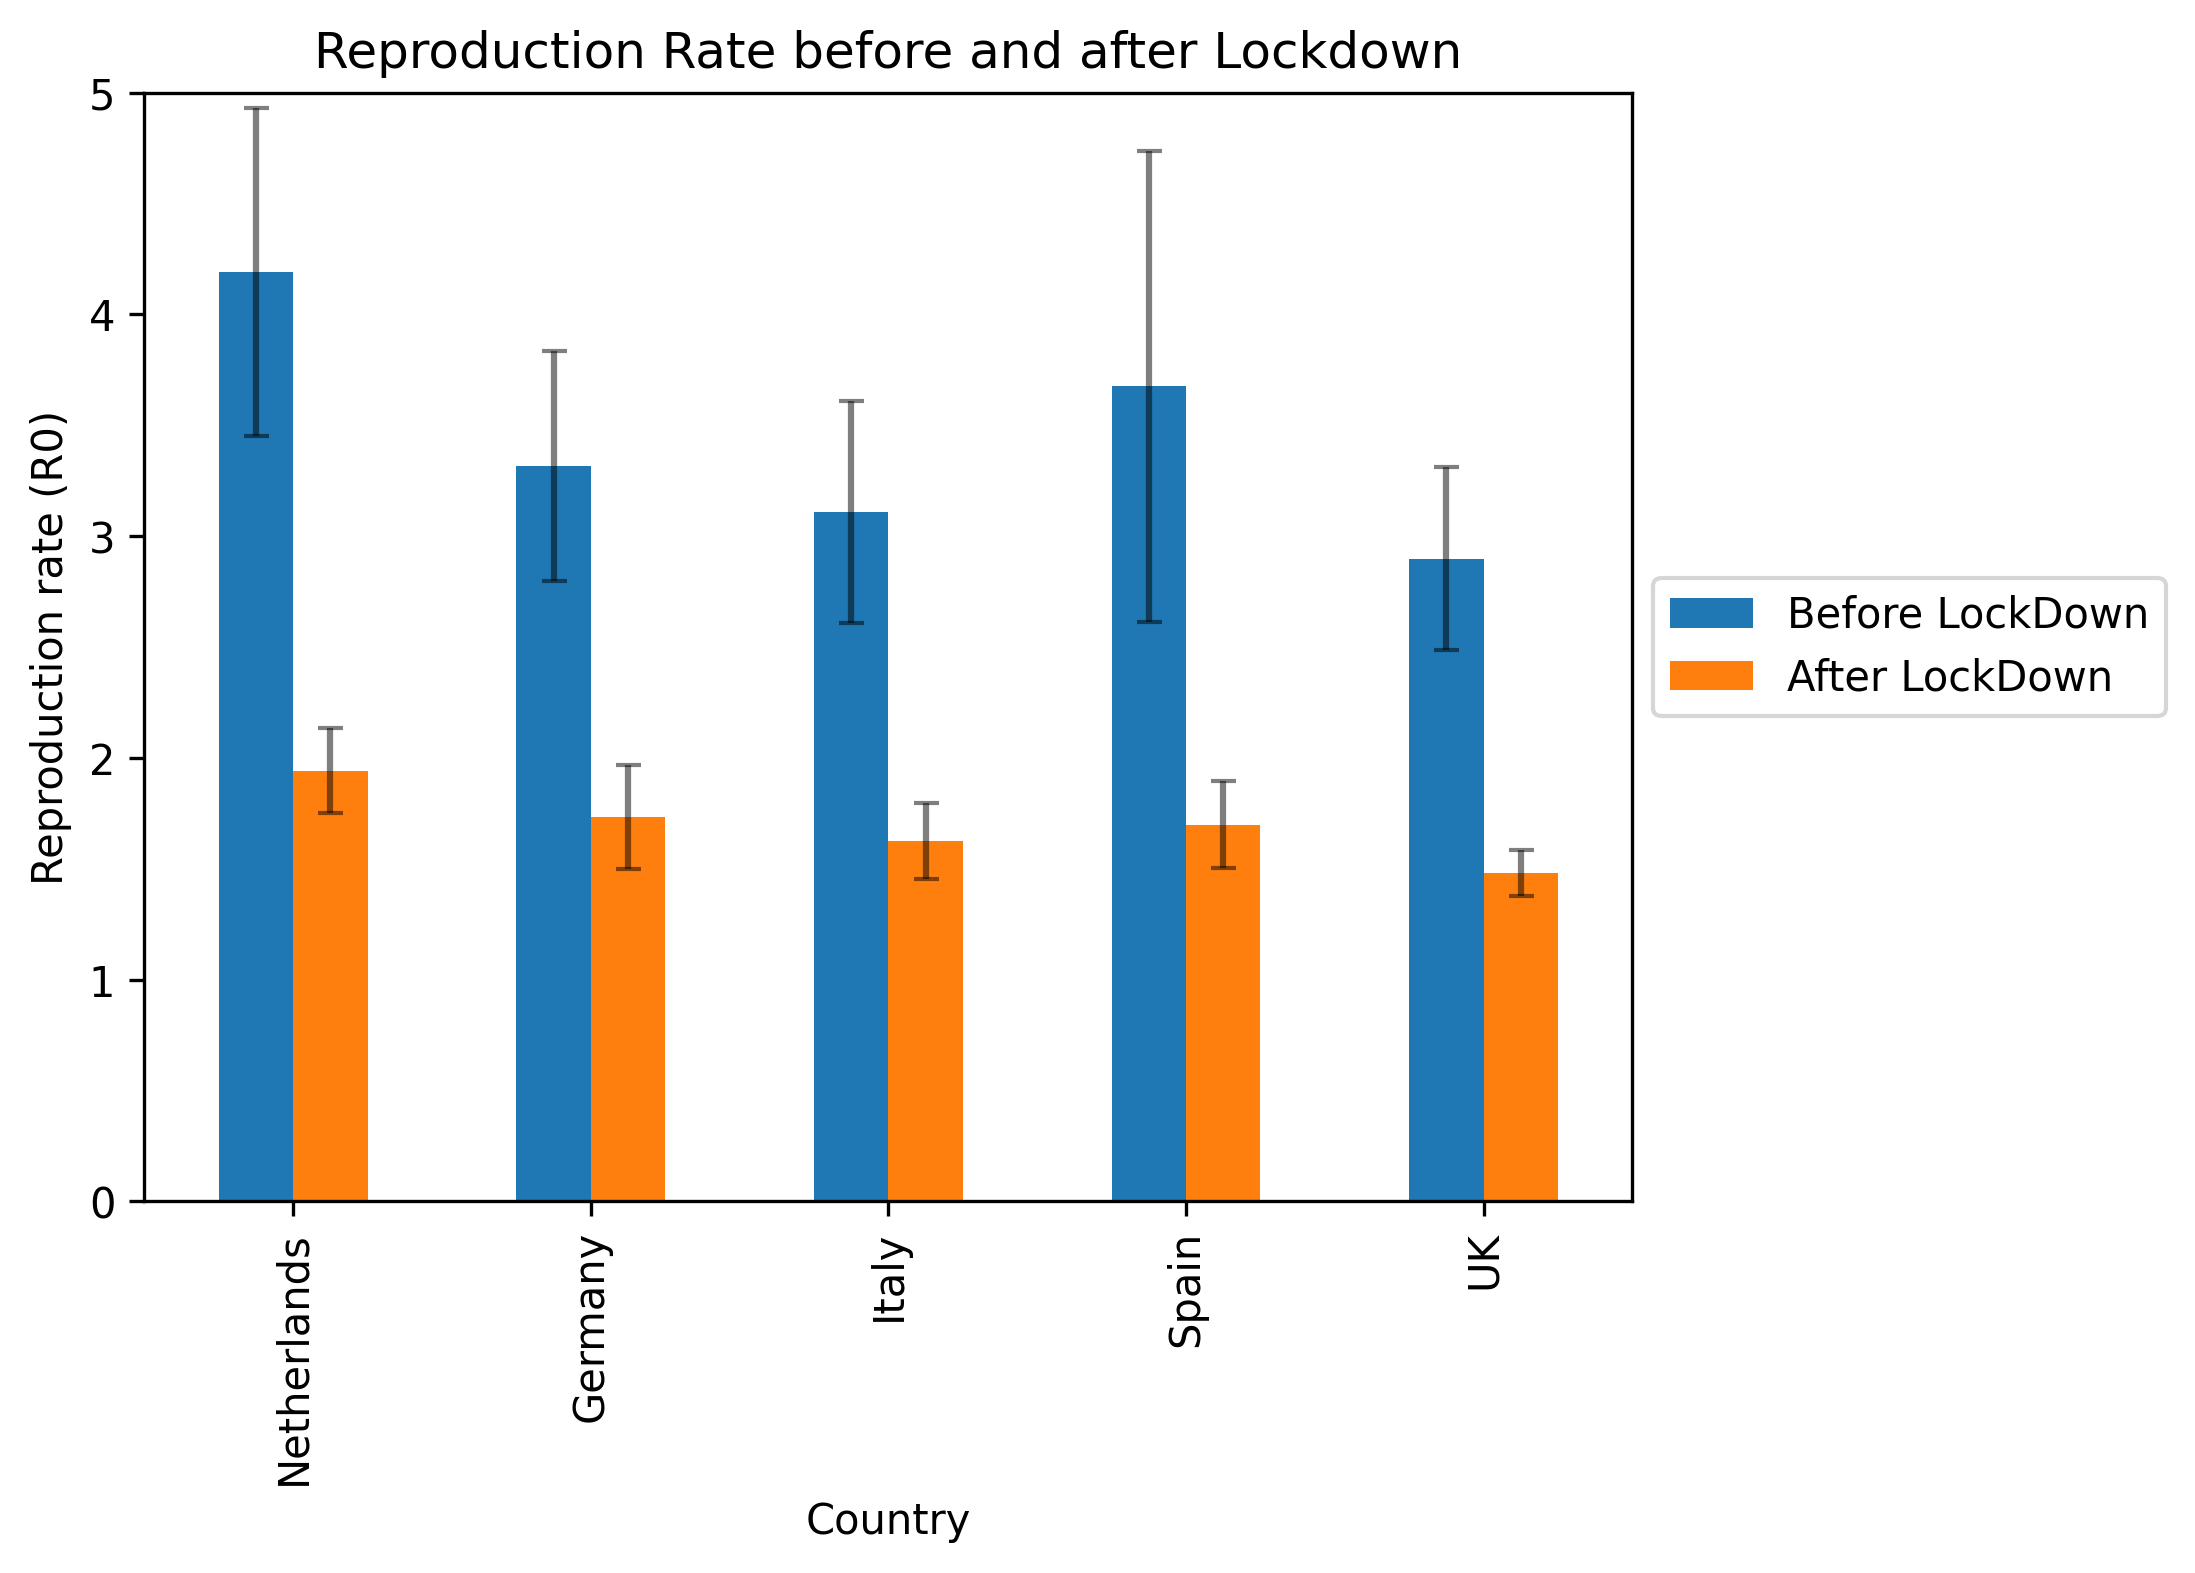 Reproduction Rate before and after Lockdown
Reproduction rate (R0)
5
4
3
2
1
0
Before LockDown
After LockDown
Netherlands
Germany
Italy
Spain
UK
Country